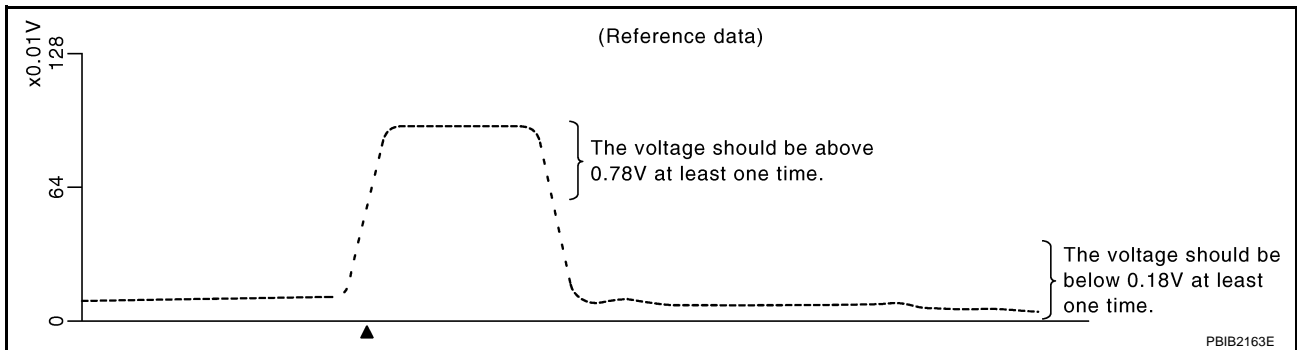 (Reference data)
x0.01V
128
64
0
The voltage should be above
0.78V at least one time.
The voltage should be
below 0.18V at least
one time.
PBIB2163E